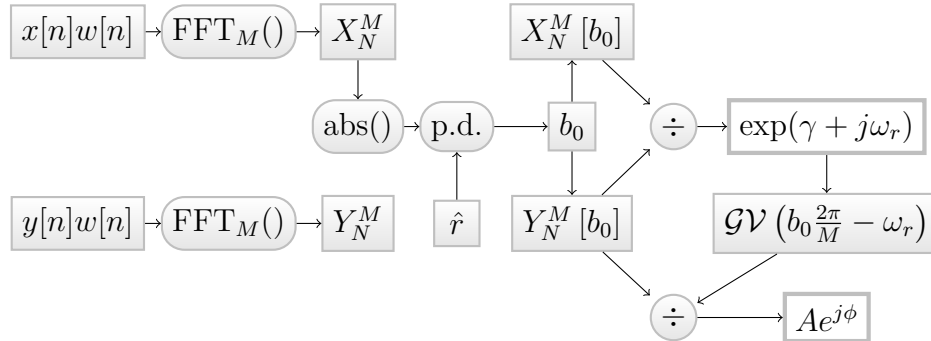 x[n]w[n] FFT_M() X_N^M X_N^M [b_0]
abs() p.d. b_0 ÷ exp(γ + jω_r)
y[n]w[n] FFT_M() Y_N^M r̂ Y_N^M [b_0] 𝒢𝒱 (b_0 2π/M − ω_r)
÷ Ae^{jϕ}